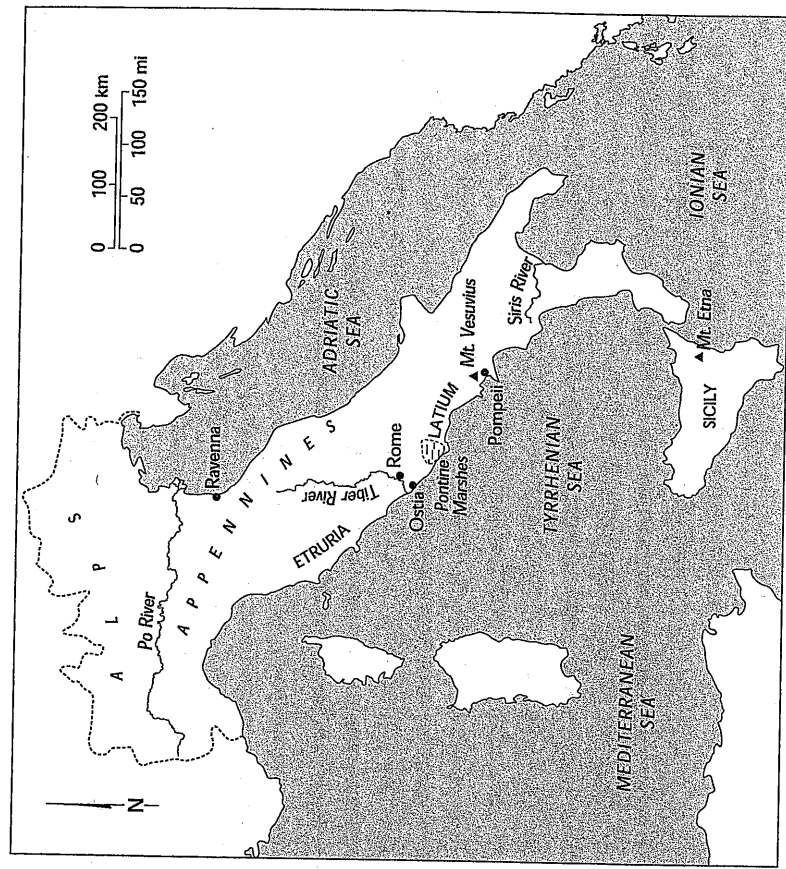 0 100 200 km
0 50 100 150 mi
N
A L P S
Po River
APPENNINES
Ravenna
ADRIATIC
SEA
Tiber River
Rome
Ostia
ETRURIA
LATIUM
Pontine
Marshes
Mt. Vesuvius
Pompeii
Siris River
TYRRHENIAN
SEA
IONIAN
SEA
Mt. Etna
SICILY
MEDITERRANEAN
SEA